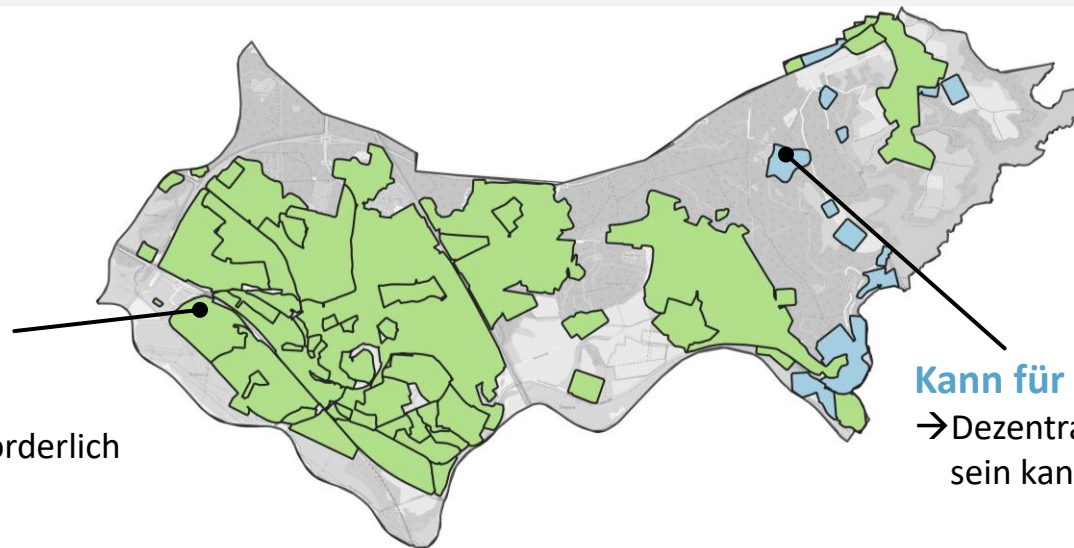 orderlich
Kann für
→Dezentra
sein kan